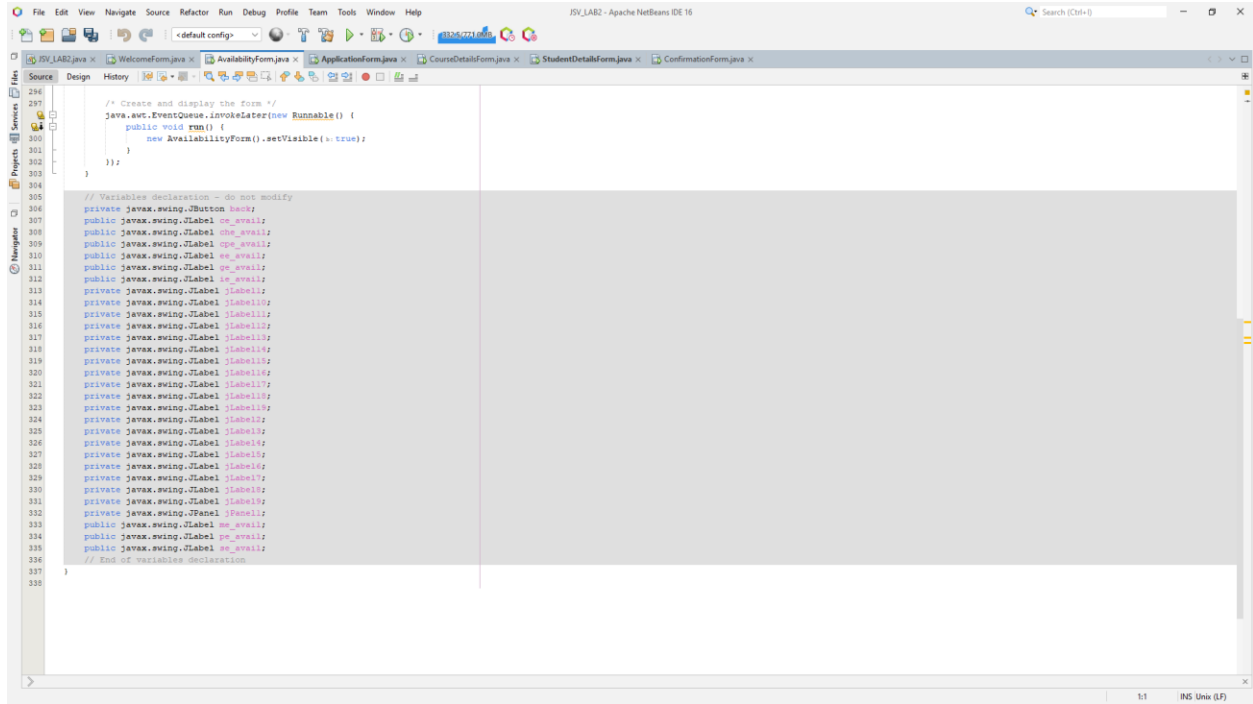 File Edit View Navigate Source Refactor Run Debug Profile Team Tools Window Help JSV_LAB2 - Apache NetBeans IDE 16 Search (Ctrl+I)
<default config>
JSV_LAB2.java × WelcomeForm.java × AvailabilityForm.java × ApplicationForm.java × CourseDetailsForm.java × StudentDetailsForm.java × ConfirmationForm.java ×
Source Design History
Files
Services
Projects
Navigator
296
297 /* Create and display the form */
java.awt.EventQueue.invokeLater(new Runnable() {
public void run() {
300 new AvailabilityForm().setVisible(b: true);
301 }
302 });
303 }
304
305 // Variables declaration - do not modify
306 private javax.swing.JButton back;
307 public javax.swing.JLabel ce_avail;
308 public javax.swing.JLabel che_avail;
309 public javax.swing.JLabel cpe_avail;
310 public javax.swing.JLabel ee_avail;
311 public javax.swing.JLabel ge_avail;
312 public javax.swing.JLabel ie_avail;
313 private javax.swing.JLabel jLabel1;
314 private javax.swing.JLabel jLabel10;
315 private javax.swing.JLabel jLabel11;
316 private javax.swing.JLabel jLabel12;
317 private javax.swing.JLabel jLabel13;
318 private javax.swing.JLabel jLabel14;
319 private javax.swing.JLabel jLabel15;
320 private javax.swing.JLabel jLabel16;
321 private javax.swing.JLabel jLabel17;
322 private javax.swing.JLabel jLabel18;
323 private javax.swing.JLabel jLabel19;
324 private javax.swing.JLabel jLabel2;
325 private javax.swing.JLabel jLabel3;
326 private javax.swing.JLabel jLabel4;
327 private javax.swing.JLabel jLabel5;
328 private javax.swing.JLabel jLabel6;
329 private javax.swing.JLabel jLabel7;
330 private javax.swing.JLabel jLabel8;
331 private javax.swing.JLabel jLabel9;
332 private javax.swing.JPanel jPanel1;
333 public javax.swing.JLabel me_avail;
334 public javax.swing.JLabel pe_avail;
335 public javax.swing.JLabel se_avail;
336 // End of variables declaration
337 }
338
1:1 INS Unix (LF)